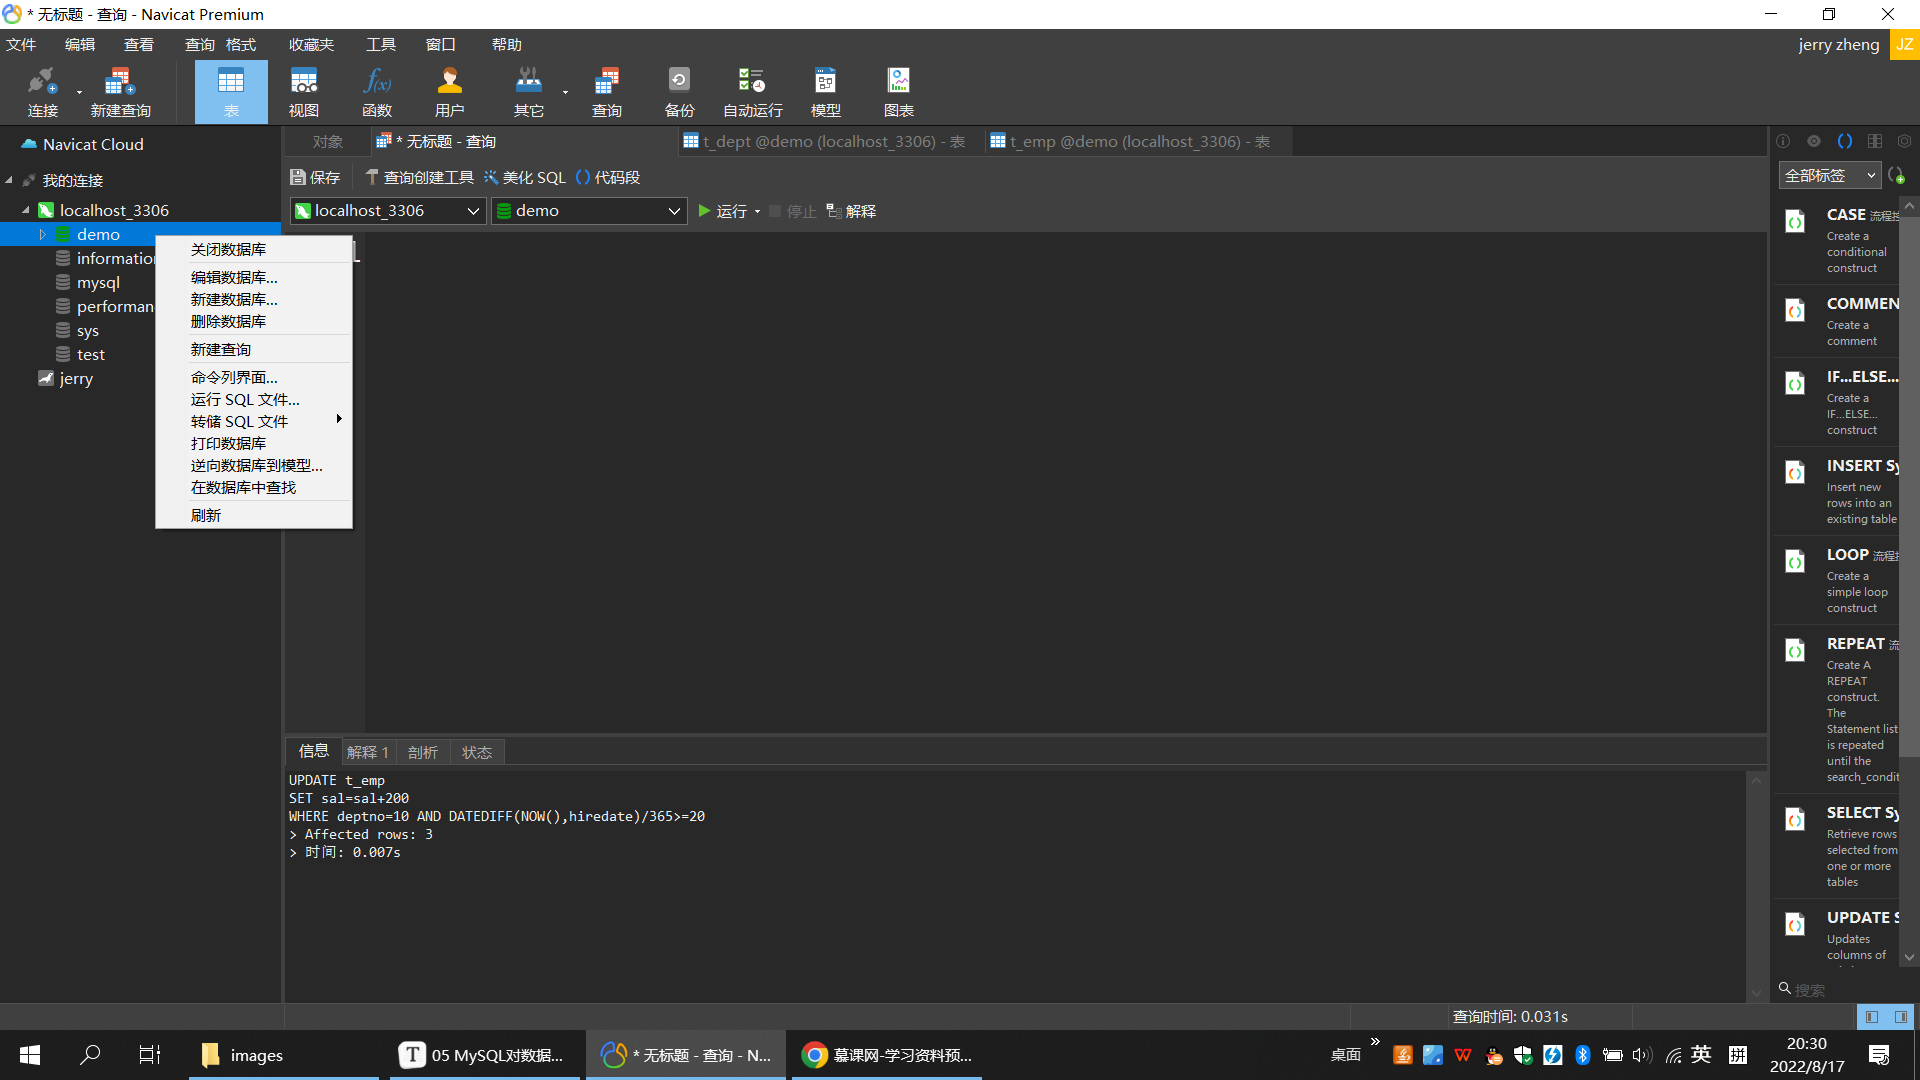 * 无标题 - 查询 - Navicat Premium
文件 编辑 查看 查询 格式 收藏夹 工具 窗口 帮助
jerry zheng JZ
连接 新建查询 表 视图 函数 用户 其它 查询 备份 自动运行 模型 图表
Navicat Cloud
我的连接
localhost_3306
demo
informatio
mysql
performan
sys
test
jerry
关闭数据库
编辑数据库...
新建数据库...
删除数据库
新建查询
命令列界面...
运行 SQL 文件...
转储 SQL 文件
打印数据库
逆向数据库到模型...
在数据库中查找
刷新
对象 * 无标题 - 查询 t_dept @demo (localhost_3306) - 表 t_emp @demo (localhost_3306) - 表
保存 查询创建工具 美化 SQL 代码段
localhost_3306 demo 运行 停止 解释
信息 解释 1 剖析 状态
UPDATE t_emp
SET sal=sal+200
WHERE deptno=10 AND DATEDIFF(NOW(),hiredate)/365>=20
> Affected rows: 3
> 时间: 0.007s
全部标签
CASE 流程控
Create a
conditional
construct
COMMEN
Create a
comment
IF...ELSE...
Create a
IF...ELSE...
construct
INSERT Sy
Insert new
rows into an
existing table
LOOP 流程控
Create a
simple loop
construct
REPEAT 流
Create A
REPEAT
construct.
The
Statement list
is repeated
until the
search_condit
SELECT Sy
Retrieve rows
selected from
one or more
tables
UPDATE S
Updates
columns of
搜索
查询时间: 0.031s
images
05 MySQL对数据...
* 无标题 - 查询 - N...
慕课网-学习资料预...
桌面 » 英 拼
20:30
2022/8/17